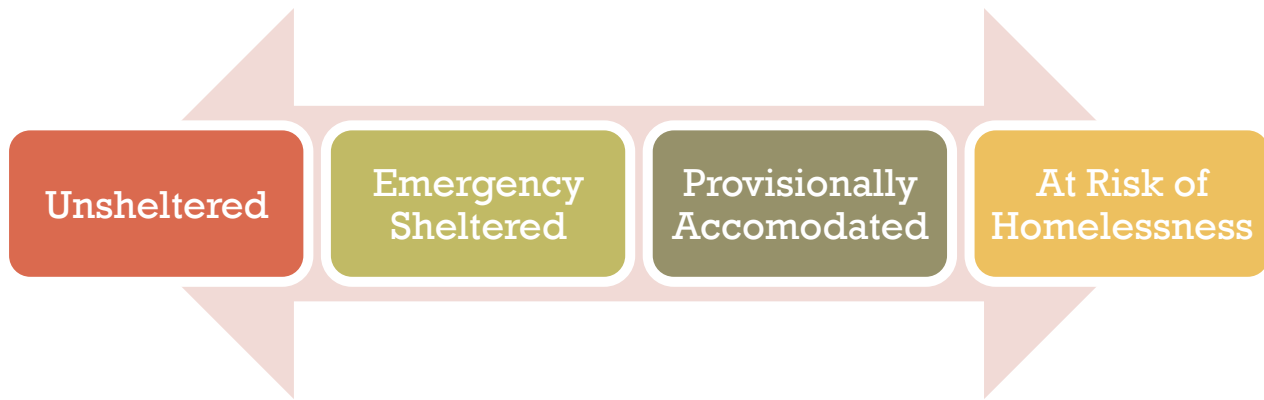 Unsheltered
Emergency
Sheltered
Provisionally
Accomodated
At Risk of
Homelessness